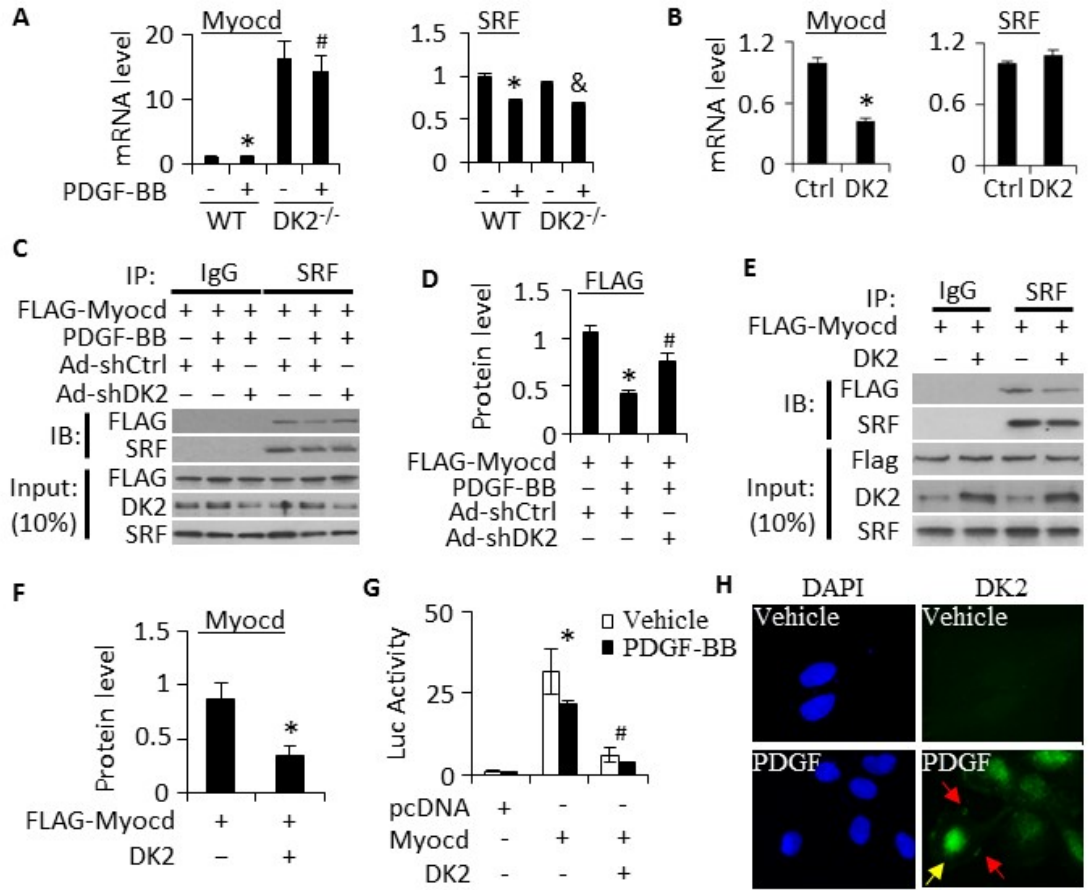 A
Myocd
mRNA level
20
10
0
*
#
PDGF-BB - + - +
WT DK2-/-
SRF
1.5
1
0.5
0
*
&
- + - +
WT DK2-/-
B
Myocd
mRNA level
1.2
0.6
0
*
Ctrl DK2
SRF
1.2
0.6
0
Ctrl DK2
C
IP: IgG SRF
FLAG-Myocd + + + + + +
PDGF-BB – + + – + +
Ad-shCtrl + + – + + –
Ad-shDK2 – – + – – +
IB: FLAG
SRF
Input: (10%)
FLAG
DK2
SRF
D
FLAG
Protein level
1.5
1
0.5
0
*
#
FLAG-Myocd + + +
PDGF-BB – + +
Ad-shCtrl + + –
Ad-shDK2 – – +
E
IP: IgG SRF
FLAG-Myocd + + + +
DK2 – + – +
IB: FLAG
SRF
Input: (10%)
Flag
DK2
SRF
F
Myocd
Protein level
1.5
1
0.5
0
*
FLAG-Myocd + +
DK2 – +
G
Luc Activity
50
25
0
Vehicle
PDGF-BB
*
#
pcDNA + - -
Myocd - + +
DK2 - - +
H
DAPI DK2
Vehicle Vehicle
PDGF PDGF